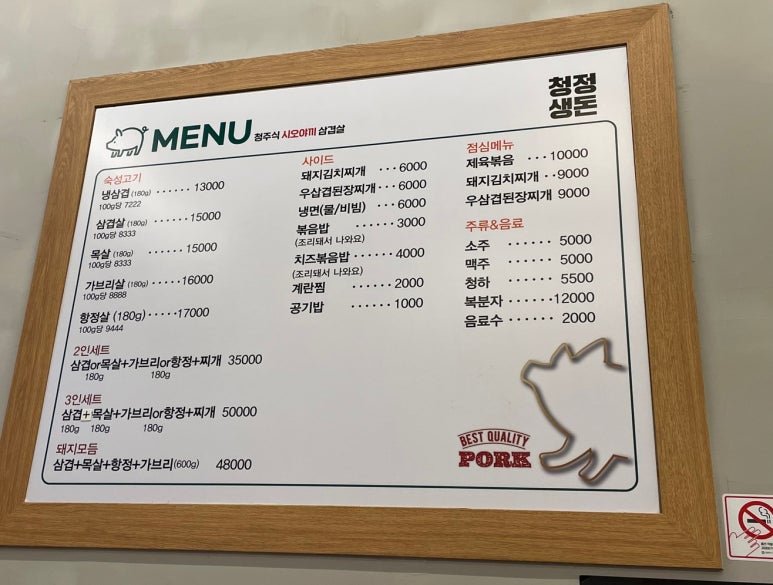 청정
생돈
MENU 청주식 시오야끼 삼겹살
숙성고기
냉삼겹 (180g) ······ 13000
100g당 7222
삼겹살 (180g) ······ 15000
100g당 8333
목살 (180g) ······ 15000
100g당 8333
가브리살 (180g) ····· 16000
100g당 8888
항정살 (180g) ····· 17000
100g당 9444
2인세트
삼겹or목살+가브리or항정+찌개 35000
180g 180g
3인세트
삼겹+목살+가브리or항정+찌개 50000
180g 180g 180g
돼지모듬
삼겹+목살+항정+가브리(600g) 48000
사이드
돼지김치찌개 ··· 6000
우삼겹된장찌개 ··· 6000
냉면(물/비빔) ··· 6000
볶음밥 ······ 3000
(조리돼서 나와요)
치즈볶음밥 ······ 4000
(조리돼서 나와요)
계란찜 ······ 2000
공기밥 ······ 1000
점심메뉴
제육볶음 ··· 10000
돼지김치찌개 ·· 9000
우삼겹된장찌개 9000
주류&음료
소주 ······ 5000
맥주 ······ 5000
청하 ······ 5500
복분자 ······ 12000
음료수 ······ 2000
BEST QUALITY
PORK